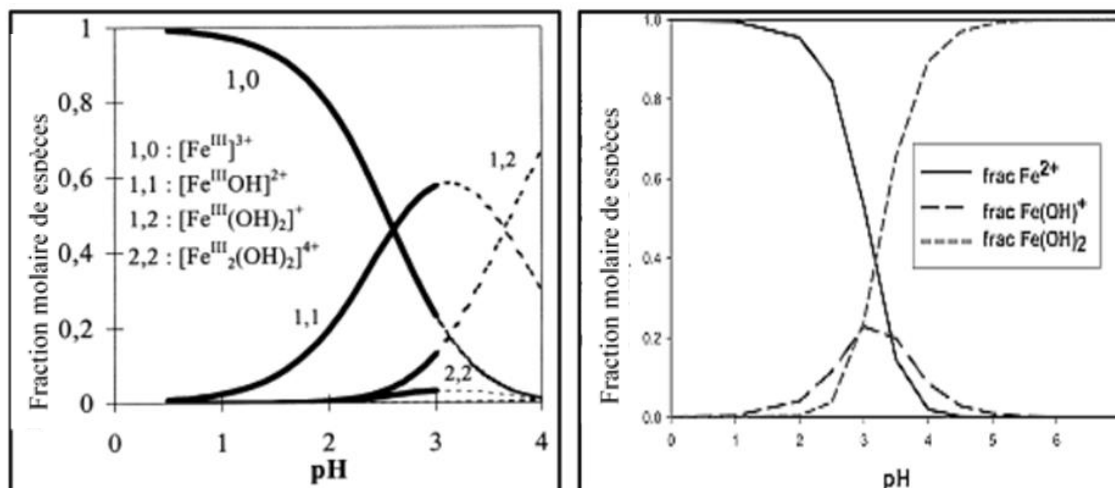 Fraction molaire de espèces
1
0,8
0,6
0,4
0,2
0
0
1
2
3
4
pH
1,0
1,0 : [Fe^III]^3+
1,1 : [Fe^IIIOH]^2+
1,2 : [Fe^III(OH)₂]^+
2,2 : [Fe^III₂(OH)₂]^4+
1,2
1,1
2,2
Fraction molaire de espèces
1.0
0.8
0.6
0.4
0.2
0.0
0
1
2
3
4
5
6
pH
frac Fe^2+
frac Fe(OH)^+
frac Fe(OH)₂